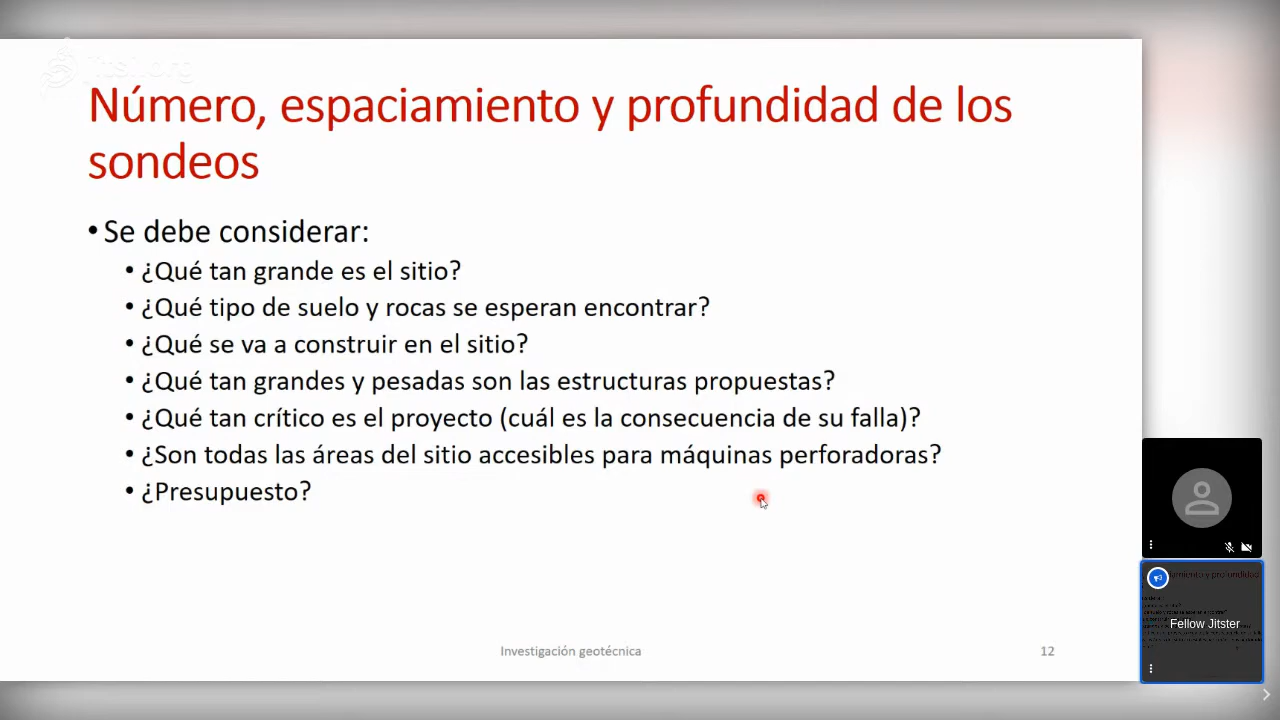 jitsi.org
Número, espaciamiento y profundidad de los
sondeos
• Se debe considerar:
• ¿Qué tan grande es el sitio?
• ¿Qué tipo de suelo y rocas se esperan encontrar?
• ¿Qué se va a construir en el sitio?
• ¿Qué tan grandes y pesadas son las estructuras propuestas?
• ¿Qué tan crítico es el proyecto (cuál es la consecuencia de su falla)?
• ¿Son todas las áreas del sitio accesibles para máquinas perforadoras?
• ¿Presupuesto?
Investigación geotécnica
12
Fellow Jitster